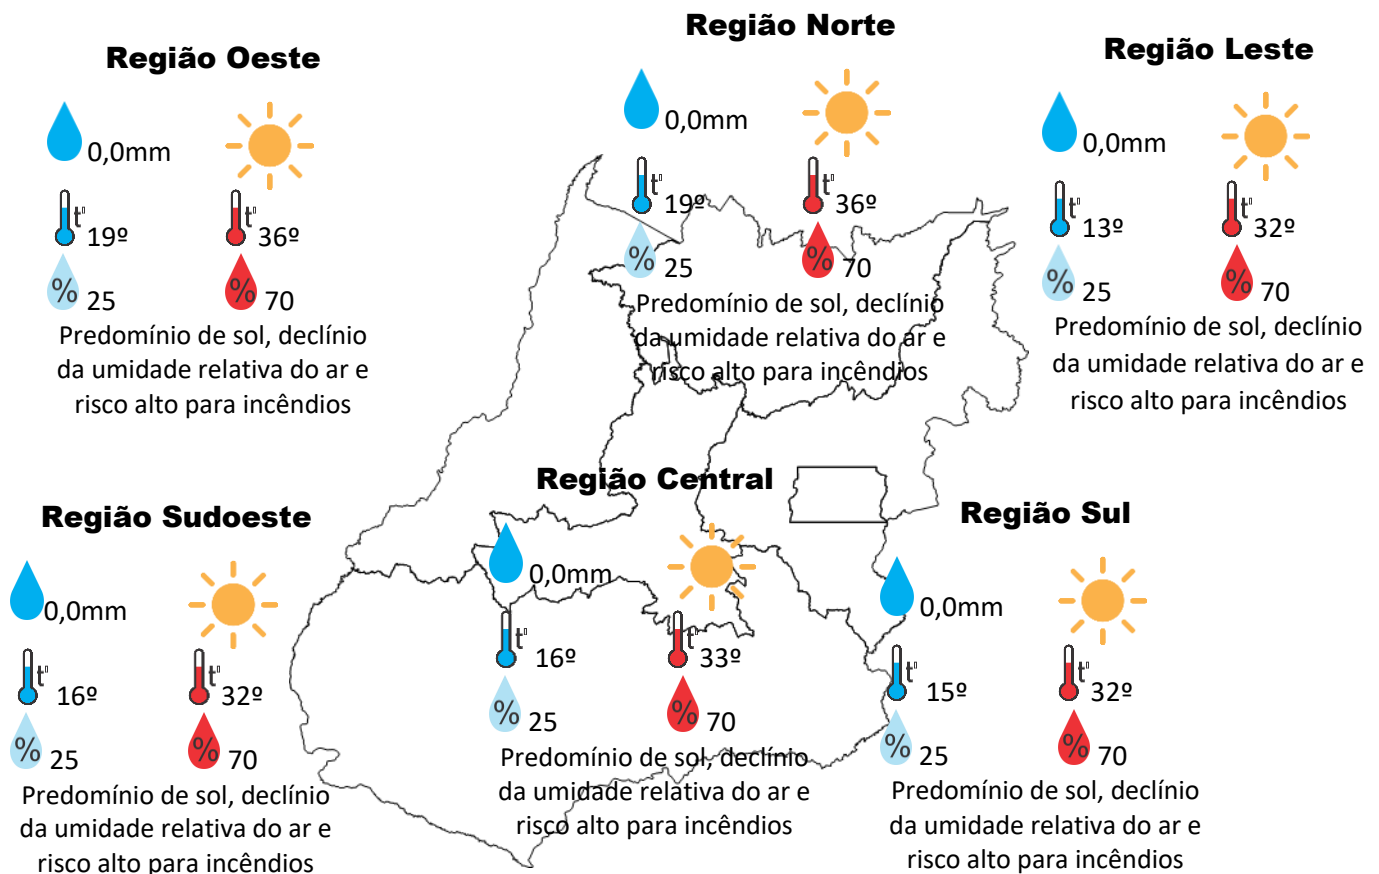 Região Oeste
0,0mm
t°
19º
t°
36º
%
25
%
70
Predomínio de sol, declínio
da umidade relativa do ar e
risco alto para incêndios
Região Norte
0,0mm
t°
19º
t°
36º
%
25
%
70
Predomínio de sol, declínio
da umidade relativa do ar e
risco alto para incêndios
Região Leste
0,0mm
t°
13º
t°
32º
%
25
%
70
Predomínio de sol, declínio
da umidade relativa do ar e
risco alto para incêndios
Região Sudoeste
0,0mm
t°
16º
t°
32º
%
25
%
70
Predomínio de sol, declínio
da umidade relativa do ar e
risco alto para incêndios
Região Central
0,0mm
t°
16º
t°
33º
%
25
%
70
Predomínio de sol, declínio
da umidade relativa do ar e
risco alto para incêndios
Região Sul
0,0mm
t°
15º
t°
32º
%
25
%
70
Predomínio de sol, declínio
da umidade relativa do ar e
risco alto para incêndios